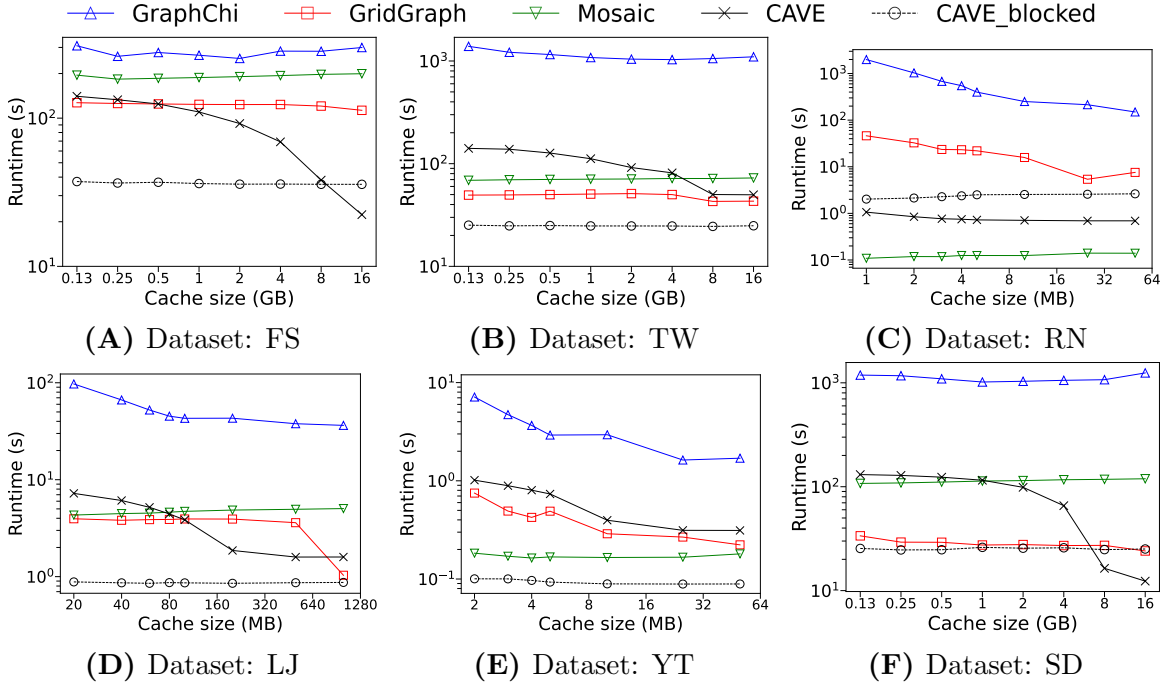 GraphChi GridGraph Mosaic CAVE CAVE_blocked
Runtime (s)
10^2
10^1
0.13 0.25 0.5 1 2 4 8 16
Cache size (GB)
(A) Dataset: FS
Runtime (s)
10^3
10^2
10^1
0.13 0.25 0.5 1 2 4 8 16
Cache size (GB)
(B) Dataset: TW
Runtime (s)
10^3
10^2
10^1
10^0
10^-1
1 2 4 8 16 32 64
Cache size (MB)
(C) Dataset: RN
Runtime (s)
10^2
10^1
10^0
20 40 80 160 320 640 1280
Cache size (MB)
(D) Dataset: LJ
Runtime (s)
10^1
10^0
10^-1
2 4 8 16 32 64
Cache size (MB)
(E) Dataset: YT
Runtime (s)
10^3
10^2
10^1
0.13 0.25 0.5 1 2 4 8 16
Cache size (GB)
(F) Dataset: SD